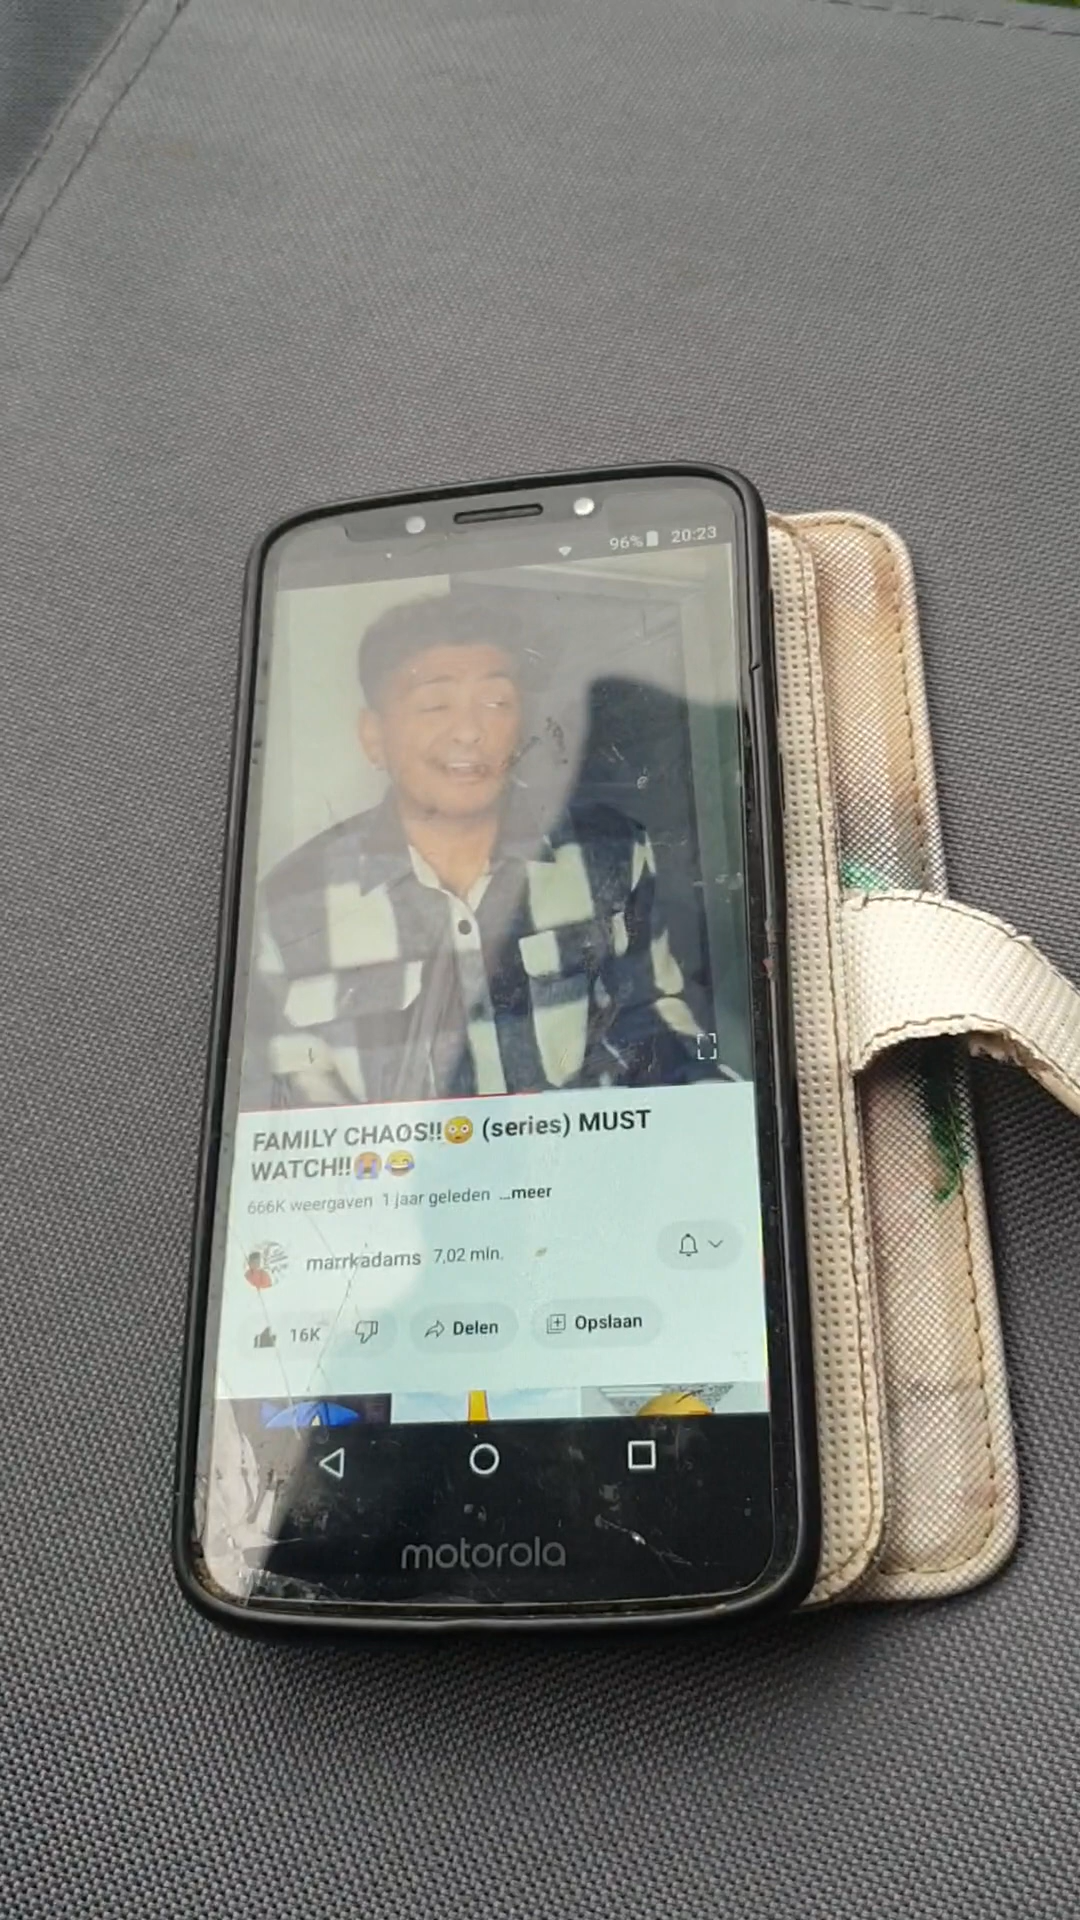 96% 20:23
FAMILY CHAOS!!😳 (series) MUST
WATCH!!😭😂
666K weergaven 1 jaar geleden ...meer
marrkadams 7,02 mln.
16K Delen Opslaan
motorola